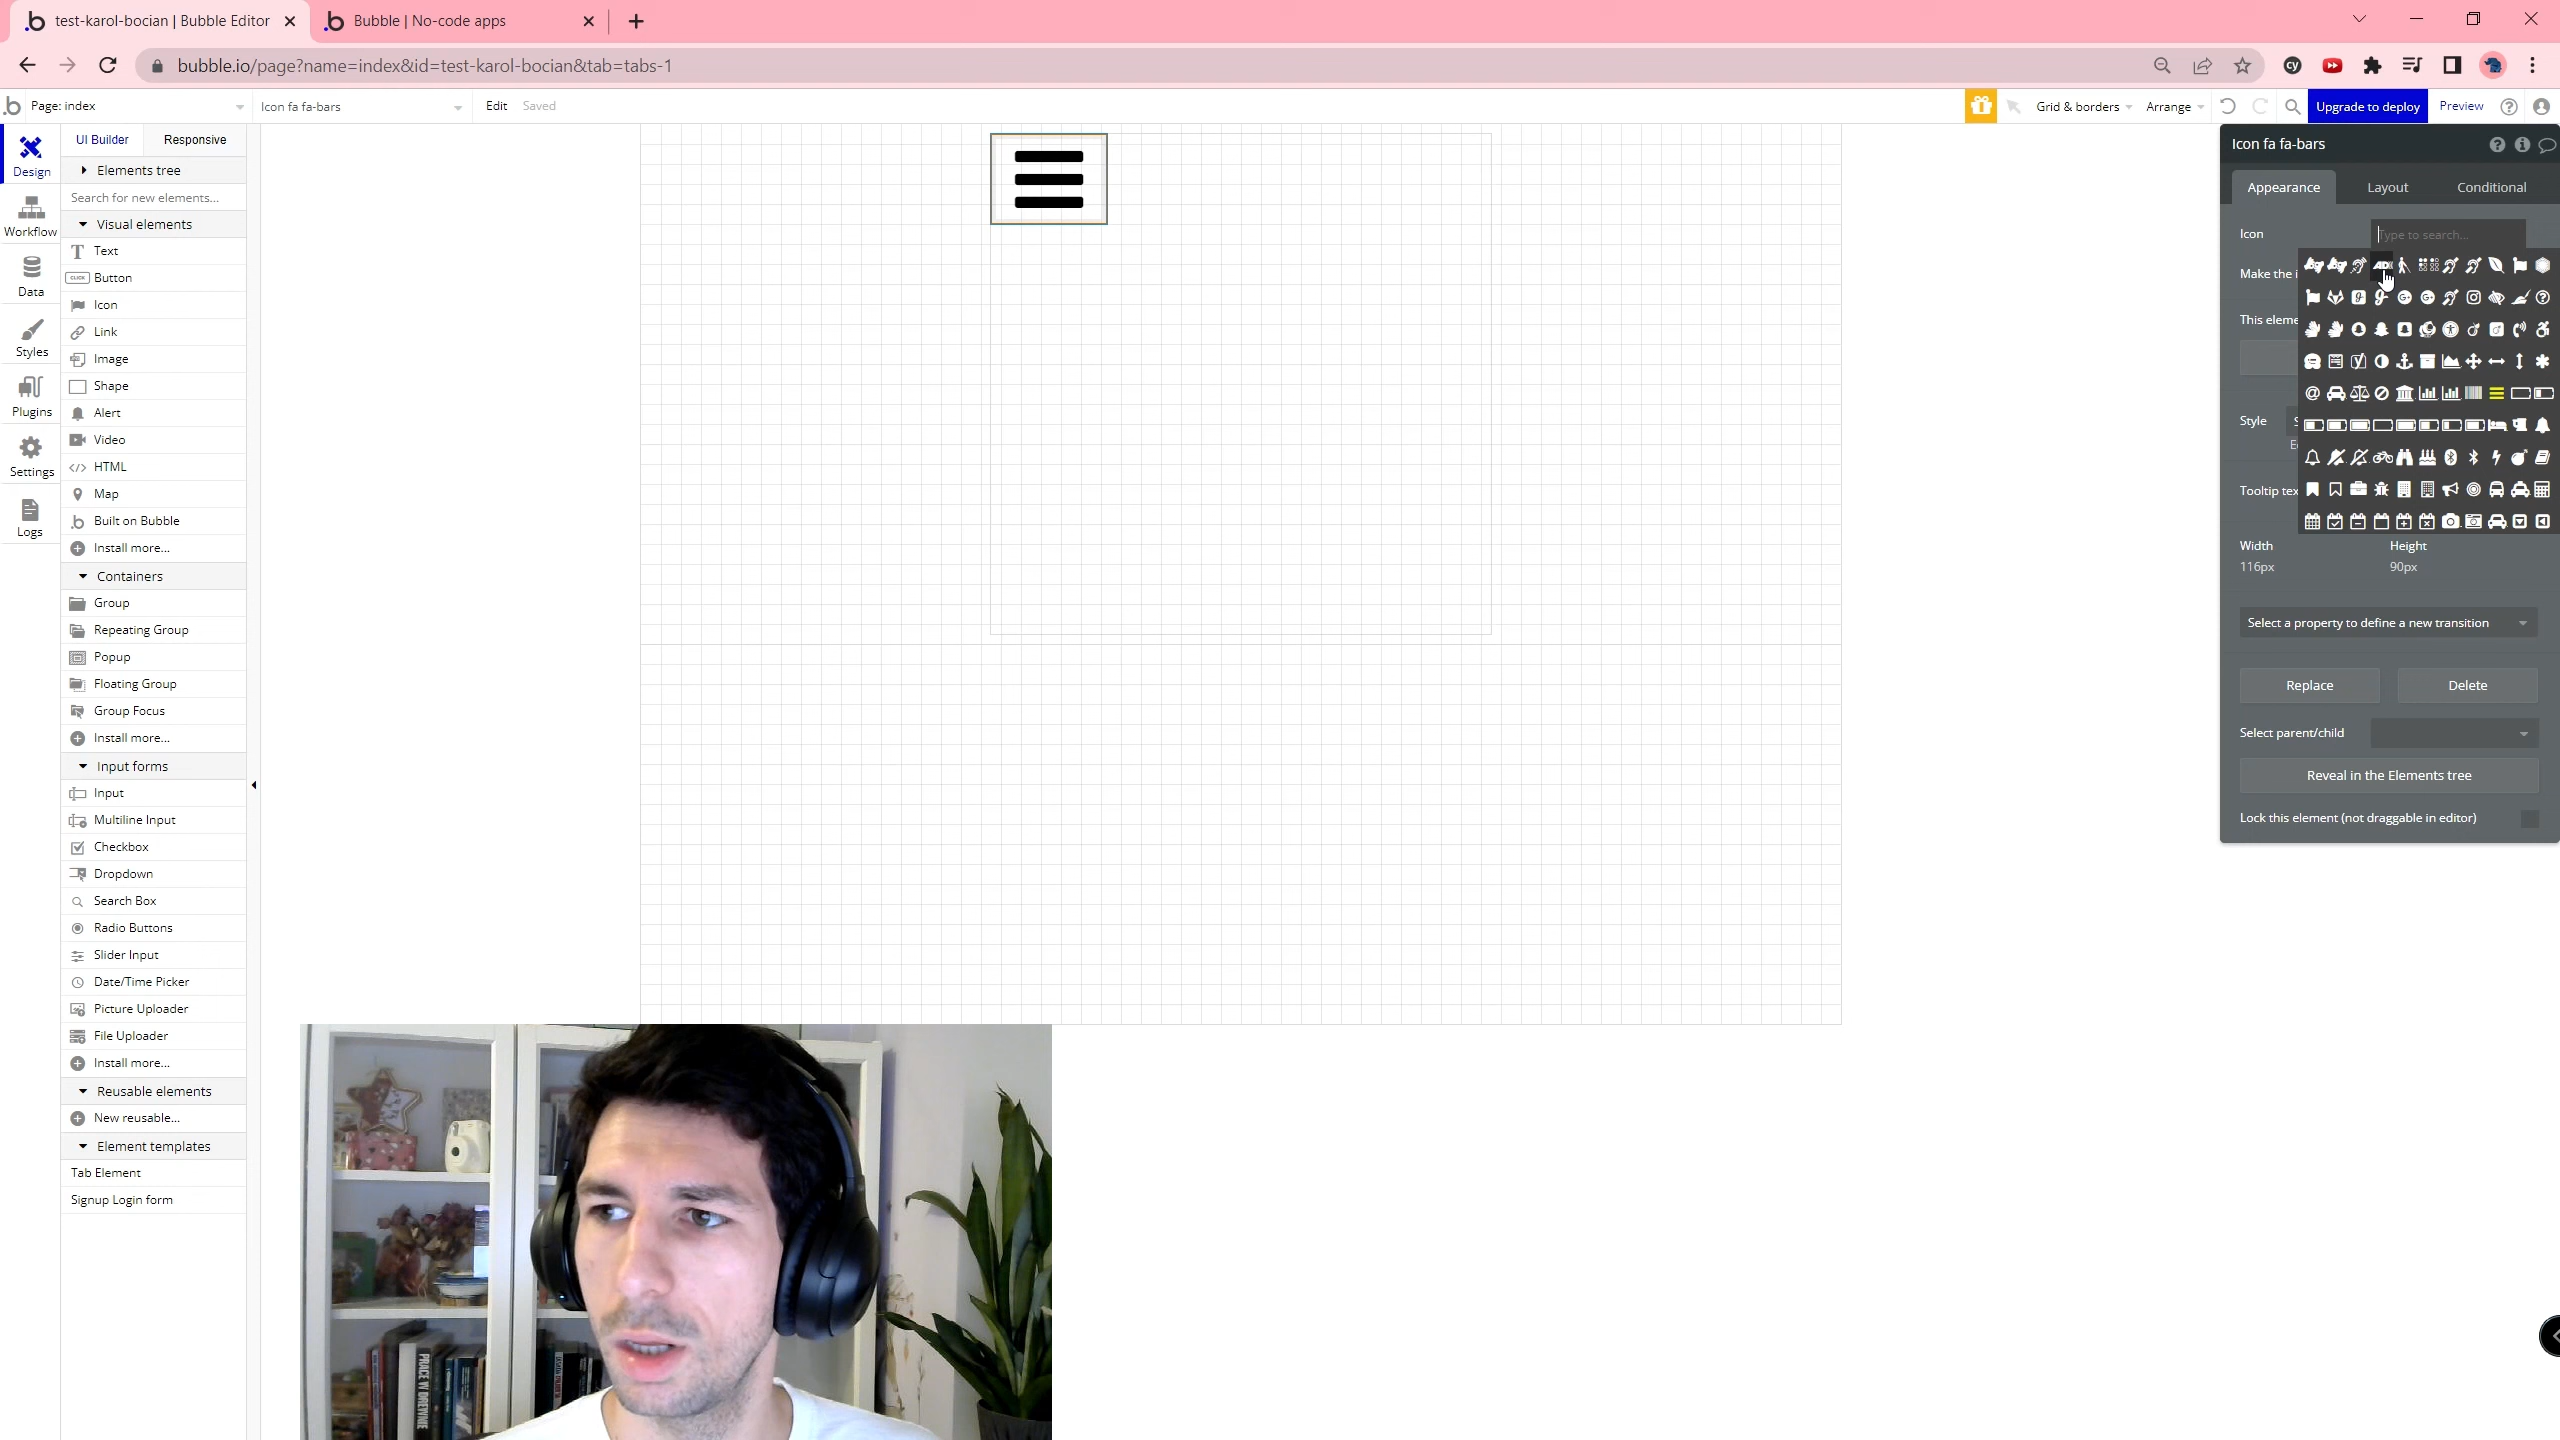 test-karol-bocian | Bubble Editor
Bubble | No-code apps
bubble.io/page?name=index&id=test-karol-bocian&tab=tabs-1
Page: index
Icon fa fa-bars
Edit
Saved
Grid & borders
Arrange
Upgrade to deploy
Preview
Design
Workflow
Data
Styles
Plugins
Settings
Logs
UI Builder
Responsive
Elements tree
Search for new elements...
Visual elements
Text
CLICK
Button
Icon
Link
Image
Shape
Alert
Video
HTML
Map
Built on Bubble
Install more...
Containers
Group
Repeating Group
Popup
Floating Group
Group Focus
Install more...
Input forms
Input
Multiline Input
Checkbox
Dropdown
Search Box
Radio Buttons
Slider Input
Date/Time Picker
Picture Uploader
File Uploader
Install more...
Reusable elements
New reusable...
Element templates
Tab Element
Signup Login form
Icon fa fa-bars
Appearance
Layout
Conditional
Icon
Type to search...
Make the i
This eleme
Style
Tooltip tex
Width
Height
116px
90px
Select a property to define a new transition
Replace
Delete
Select parent/child
Reveal in the Elements tree
Lock this element (not draggable in editor)
PRACE W DREWNIE